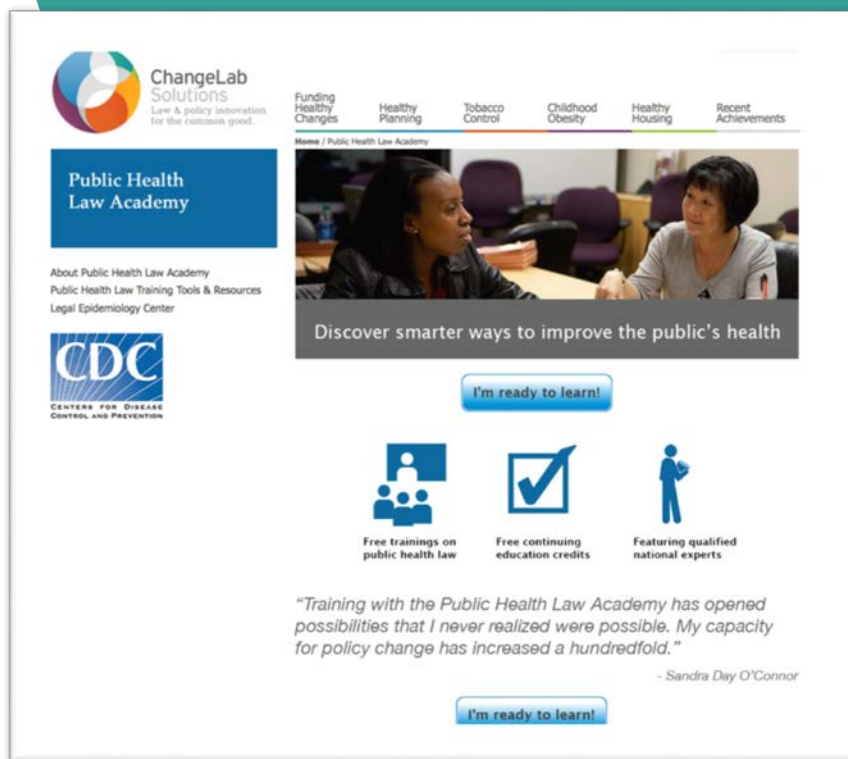 ChangeLab
Solutions
Law & policy innovation
for the common good.
Funding
Healthy
Changes
Healthy
Planning
Tobacco
Control
Childhood
Obesity
Healthy
Housing
Recent
Achievements
Home / Public Health Law Academy
Public Health
Law Academy
About Public Health Law Academy
Public Health Law Training Tools & Resources
Legal Epidemiology Center
CDC
CENTERS FOR DISEASE
CONTROL AND PREVENTION
Discover smarter ways to improve the public's health
I'm ready to learn!
Free trainings on
public health law
Free continuing
education credits
Featuring qualified
national experts
“Training with the Public Health Law Academy has opened
possibilities that I never realized were possible. My capacity
for policy change has increased a hundredfold.”
- Sandra Day O'Connor
I'm ready to learn!